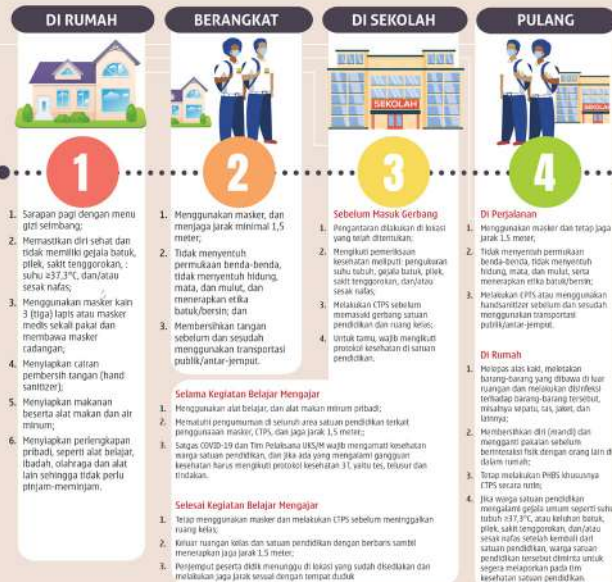 DI RUMAH
1
1. Sarapan pagi dengan menu
gizi seimbang;
2. Memastikan diri sehat dan
tidak memiliki gejala batuk,
pilek, sakit tenggorokan, :
suhu ≥37,3°C, dan/atau
sesak nafas;
3. Menggunakan masker kain
3 (tiga) lapis atau masker
medis sekali pakai dan
membawa masker
cadangan;
4. Menyiapkan cairan
pembersih tangan (hand
sanitizer);
5. Menyiapkan makanan
beserta alat makan dan air
minum;
6. Menyiapkan perlengkapan
pribadi, seperti alat belajar,
ibadah, olahraga dan alat
lain sehingga tidak perlu
pinjam-meminjam.
BERANGKAT
2
1. Menggunakan masker, dan
menjaga jarak minimal 1,5
meter;
2. Tidak menyentuh
permukaan benda-benda,
tidak menyentuh hidung,
mata, dan mulut, dan
menerapkan etika
batuk/bersin; dan
3. Membersihkan tangan
sebelum dan sesudah
menggunakan transportasi
publik/antar-jemput.
DI SEKOLAH
SEKOLAH
3
Sebelum Masuk Gerbang
1. Pengantaran dilakukan di lokasi
yang telah ditentukan;
2. Mengikuti pemeriksaan
kesehatan meliputi: pengukuran
suhu tubuh, gejala batuk, pilek,
sakit tenggorokan, dan/atau
sesak nafas;
3. Melakukan CTPS sebelum
memasuki gerbang satuan
pendidikan dan ruang kelas;
4. Untuk tamu, wajib mengikuti
protokol kesehatan di satuan
pendidikan.
Selama Kegiatan Belajar Mengajar
1. Menggunakan alat belajar, dan alat makan minum pribadi;
2. Mematuhi pengumuman di seluruh area satuan pendidikan terkait
penggunaaan masker, CTPS, dan jaga jarak 1,5 meter.;
3. Satgas COVID-19 dan Tim Pelaksana UKS/M wajib mengamati kesehatan
warga satuan pendidikan, dan jika ada yang mengalami gangguan
kesehatan harus mengikuti protokol kesehatan 3T, yaitu tes, telusur dan
tindakan.
Selesai Kegiatan Belajar Mengajar
1. Tetap menggunakan masker dan melakukan CTPS sebelum meninggalkan
ruang kelas;
2. Keluar ruangan kelas dan satuan pendidikan dengan berbaris sambil
menerapkan jaga jarak 1.5 meter;
3. Penjemput peserta didik menunggu di lokasi yang sudah disediakan dan
melakukan jaga jarak sesuai dengan tempat duduk
PULANG
SEKOLAH
4
Di Perjalanan
1. Menggunakan masker dan tetap jaga
jarak 1,5 meter,
2. Tidak menyentuh permukaan
benda-benda, tidak menyentuh
hidung, mata, dan mulut, serta
menerapkan etika batuk/bersin;
3. Melakukan CPTS atau menggunakan
handsanitizer sebelum dan sesudah
menggunakan transportasi
publik/antar-jemput.
Di Rumah
1. Melepas alas kaki, meletakan
barang-barang yang dibawa di luar
ruangan dan melakukan disinfeksi
terhadap barang-barang tersebut,
misalnya sepatu, tas, jaket, dan
lainnya;
2. Membersihkan diri (mandi) dan
mengganti pakaian sebelum
berinteraksi fisik dengan orang lain di
dalam rumah;
3. Tetap melakukan PHBS khususnya
CTPS secara rutin;
4. Jika warga satuan pendidikan
mengalami gejala umum seperti suhu
tubuh ≥37,3°C, atau keluhan batuk,
pilek, sakit tenggorokan, dan/atau
sesak nafas setelah kembali dari
satuan pendidikan, warga satuan
pendidikan tersebut diminta untuk
segera melaporkan pada tim
kesehatan satuan pendidikan.